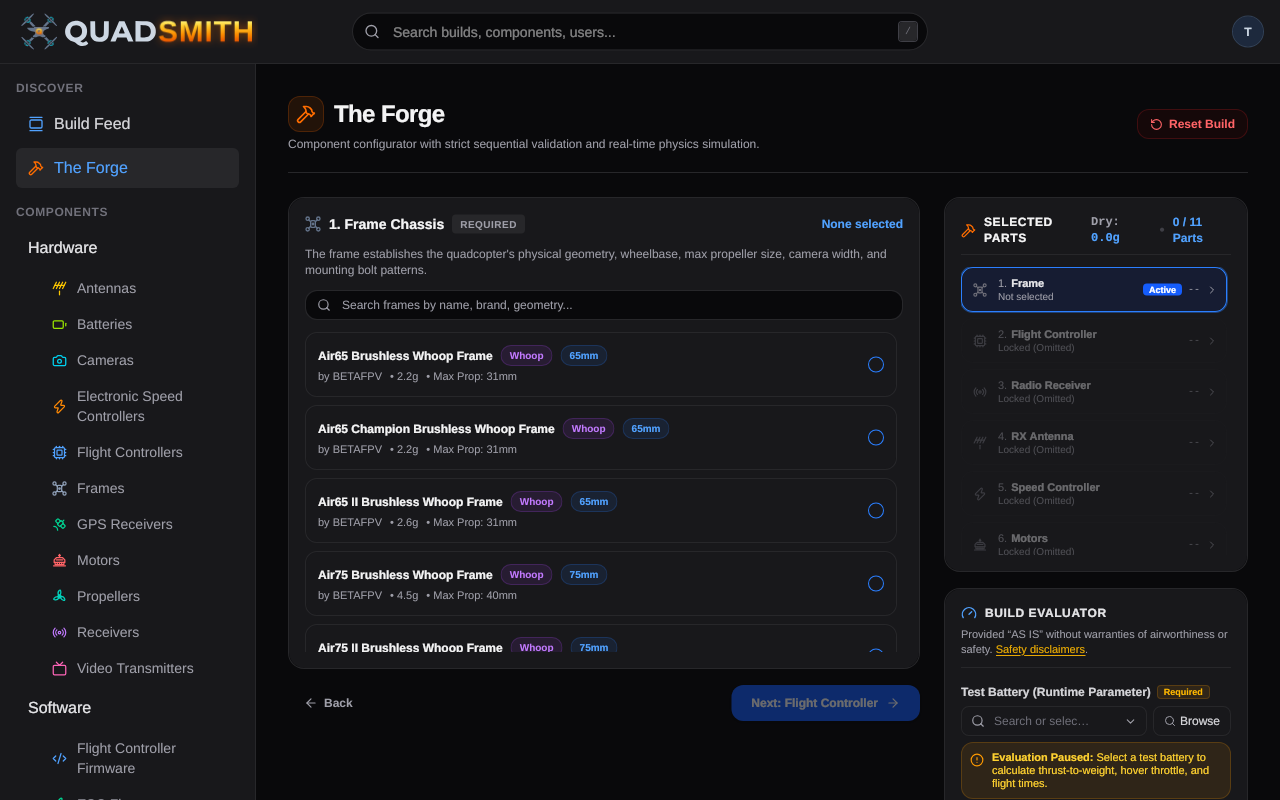 QUADSMITH
Search builds, components, users...
/
T
DISCOVER
Build Feed
The Forge
COMPONENTS
Hardware
Antennas
Batteries
Cameras
Electronic Speed
Controllers
Flight Controllers
Frames
GPS Receivers
Motors
Propellers
Receivers
Video Transmitters
Software
Flight Controller
Firmware
The Forge
Component configurator with strict sequential validation and real-time physics simulation.
Reset Build
1. Frame Chassis REQUIRED
None selected
The frame establishes the quadcopter's physical geometry, wheelbase, max propeller size, camera width, and
mounting bolt patterns.
Search frames by name, brand, geometry...
Air65 Brushless Whoop Frame Whoop 65mm
by BETAFPV • 2.2g • Max Prop: 31mm
Air65 Champion Brushless Whoop Frame Whoop 65mm
by BETAFPV • 2.2g • Max Prop: 31mm
Air65 II Brushless Whoop Frame Whoop 65mm
by BETAFPV • 2.6g • Max Prop: 31mm
Air75 Brushless Whoop Frame Whoop 75mm
by BETAFPV • 4.5g • Max Prop: 40mm
Air75 II Brushless Whoop Frame Whoop 75mm
Back
Next: Flight Controller
SELECTED
PARTS
Dry:
0.0g
•
0 / 11
Parts
1. Frame
Not selected
Active --
2. Flight Controller
Locked (Omitted)
--
3. Radio Receiver
Locked (Omitted)
--
4. RX Antenna
Locked (Omitted)
--
5. Speed Controller
Locked (Omitted)
--
6. Motors
Locked (Omitted)
--
BUILD EVALUATOR
Provided “AS IS” without warranties of airworthiness or
safety. Safety disclaimers.
Test Battery (Runtime Parameter) Required
Search or selec…
Browse
Evaluation Paused: Select a test battery to
calculate thrust-to-weight, hover throttle, and
flight times.